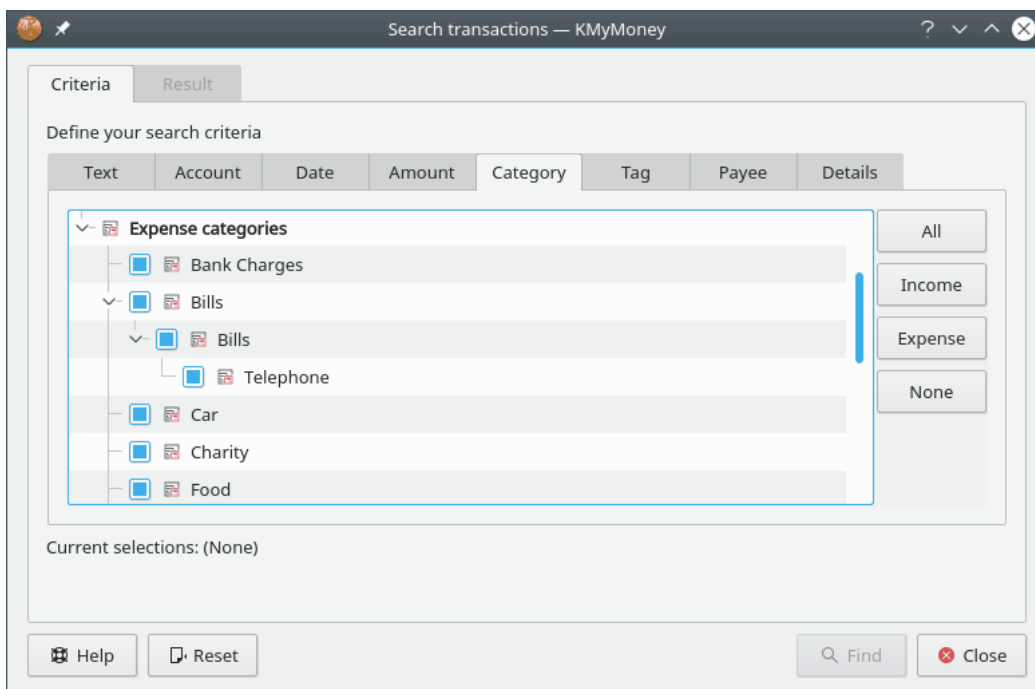 Search transactions — KMyMoney
Criteria Result
Define your search criteria
Text Account Date Amount Category Tag Payee Details
Expense categories
All
Bank Charges
Income
Bills
Bills
Expense
Telephone
None
Car
Charity
Food
Current selections: (None)
Help Reset Find Close